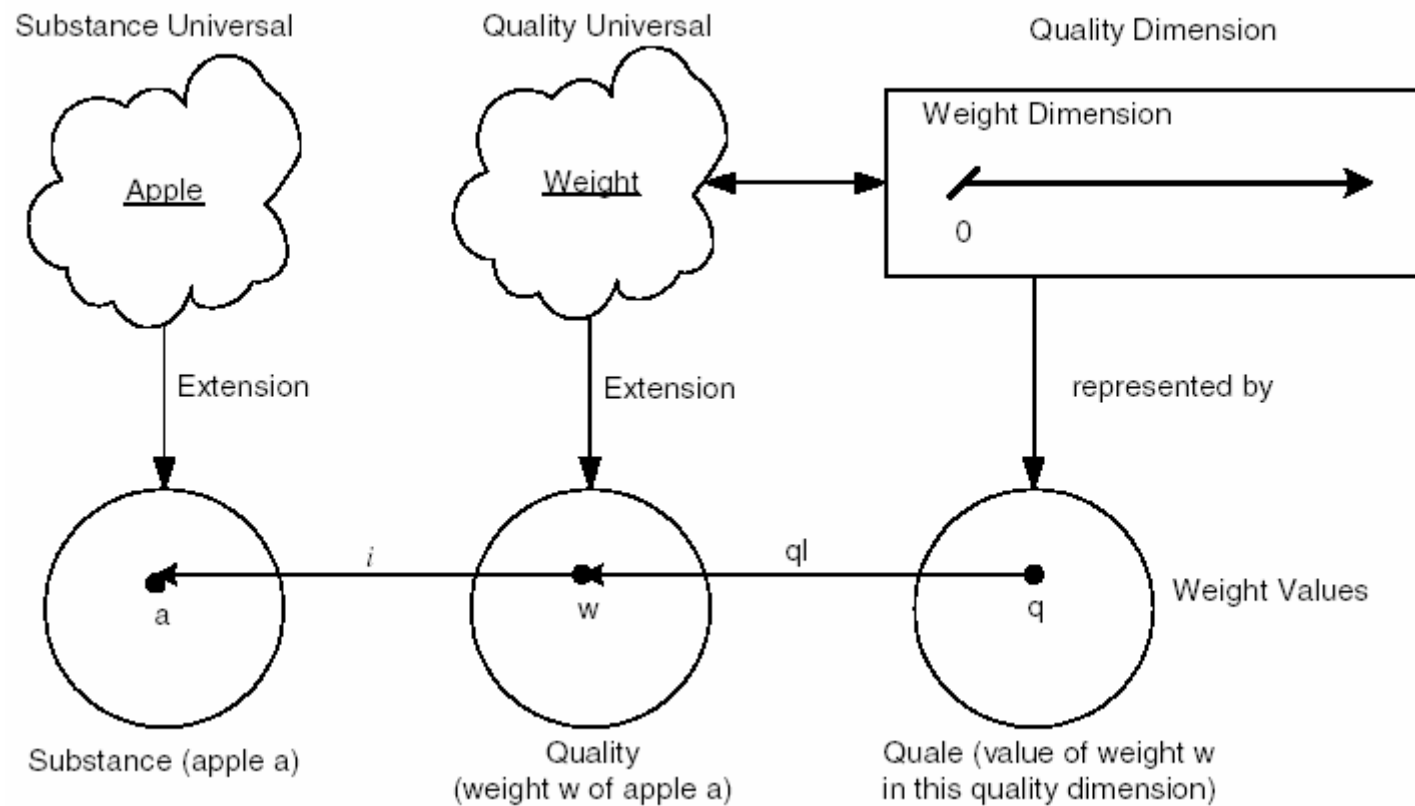 Substance Universal
Quality Universal
Quality Dimension
Apple
Weight
Weight Dimension
0
Extension
Extension
represented by
i
ql
a
w
q
Weight Values
Substance (apple a)
Quality
(weight w of apple a)
Quale (value of weight w
in this quality dimension)